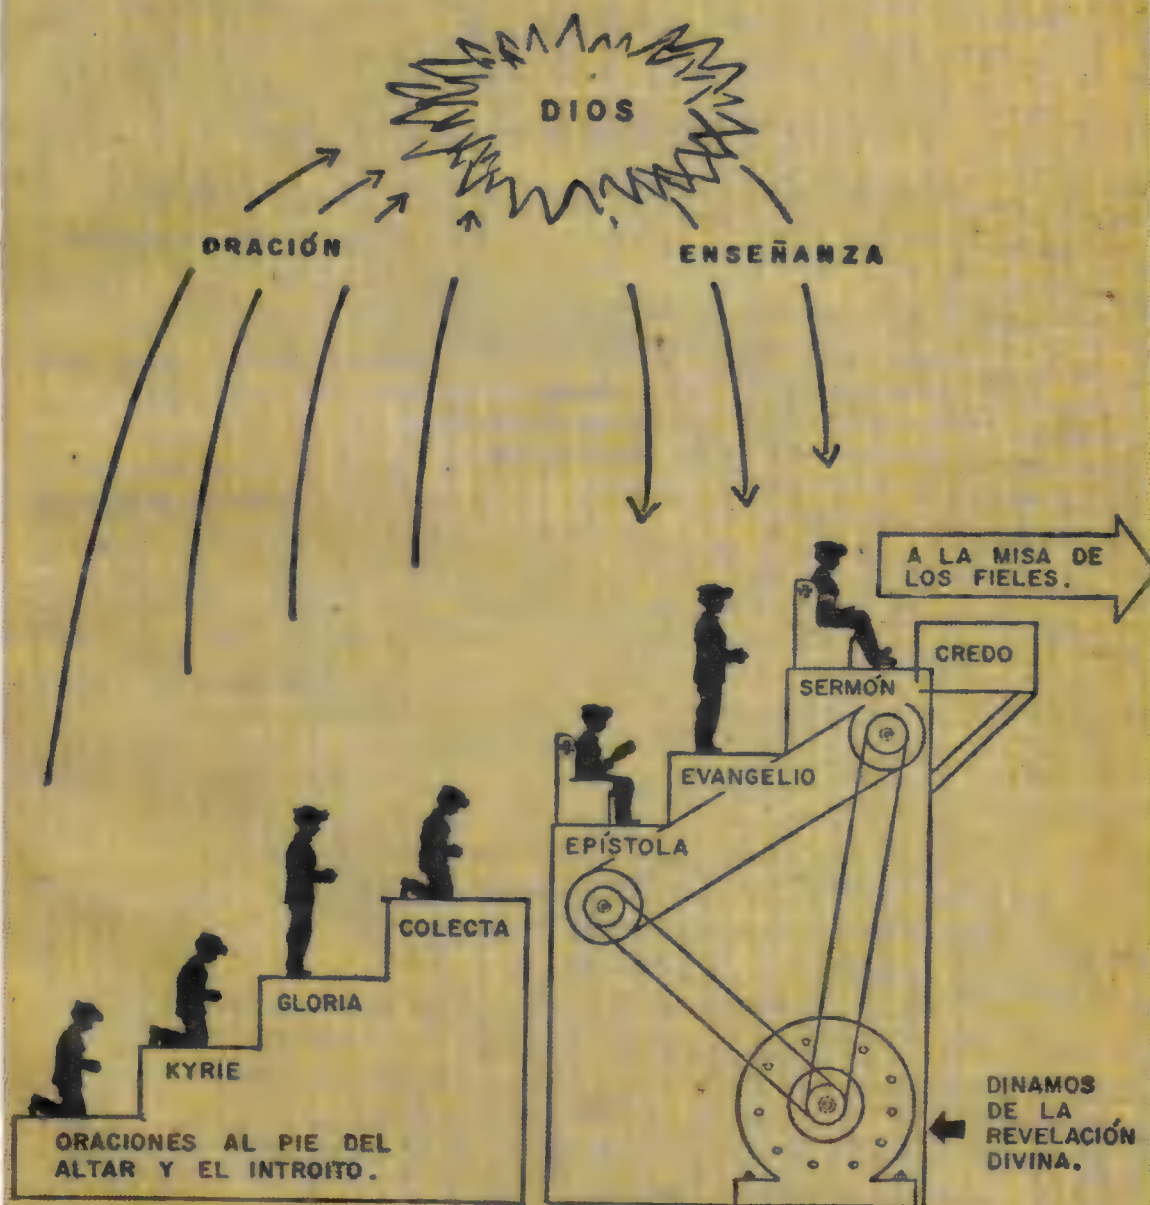 DIOS
ORACIÓN
ENSEÑANZA
A LA MISA DE
LOS FIELES.
CREDO
SERMÓN
EVANGELIO
EPÍSTOLA
COLECTA
GLORIA
KYRIE
ORACIONES AL PIE DEL
ALTAR Y EL INTROITO.
DINAMOS
DE LA
REVELACIÓN
DIVINA.